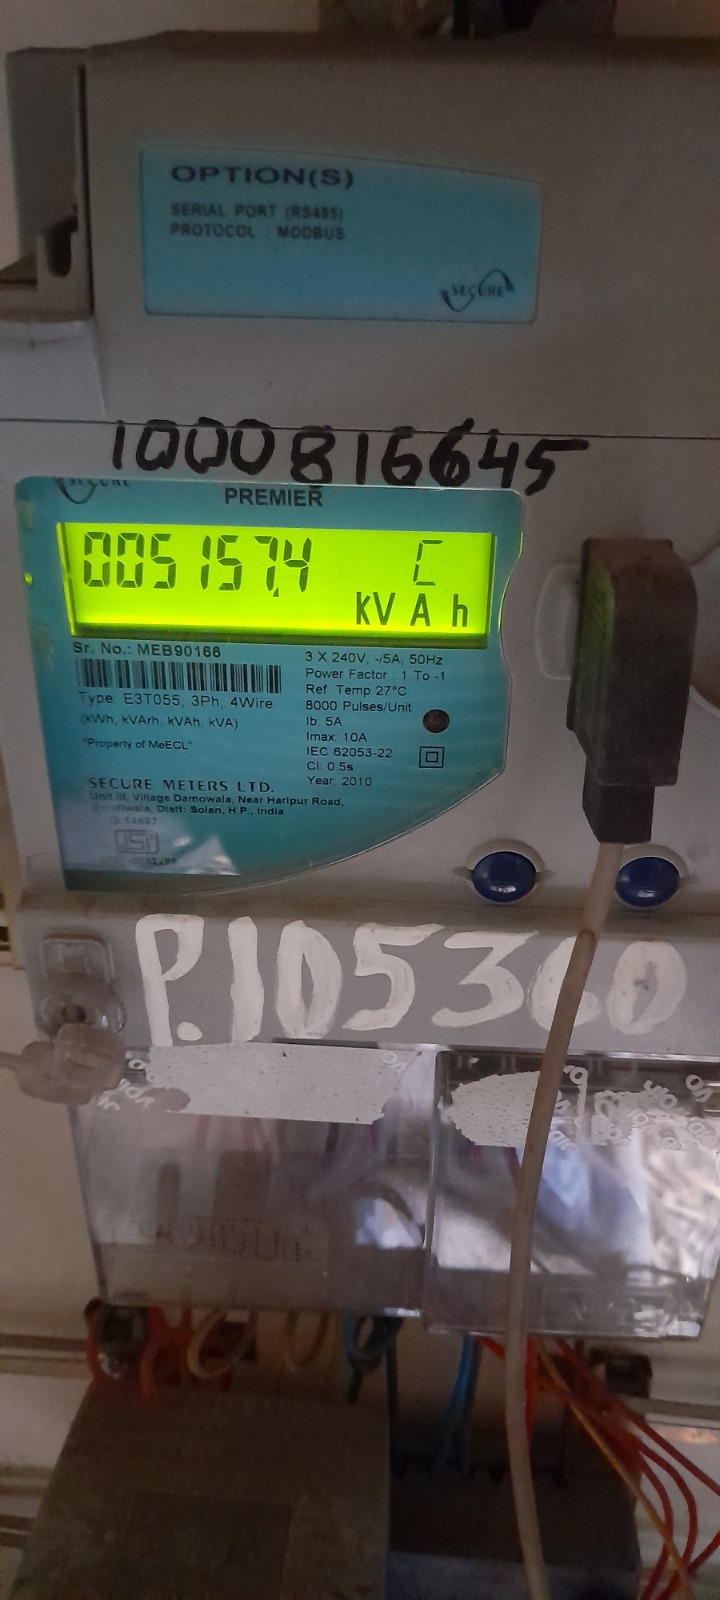 OPTION(S)
SERIAL PORT (RS485)
PROTOCOL : MODBUS
SECURE
1000816645
SECURE
PREMIER
005157.4 C
kVAh
Sr. No.: MEB90166
Type: E3T055, 3Ph, 4Wire
(kWh, kVArh, kVAh, kVA)
"Property of MeECL"
3 X 240V, -/5A, 50Hz
Power Factor : 1 To -1
Ref. Temp 27°C
8000 Pulses/Unit
Ib: 5A
Imax: 10A
IEC 62053-22
Cl: 0.5s
Year: 2010
SECURE METERS LTD.
Unit III, Village Damowala, Near Haripur Road,
Distt: Solan, H.P., India
IS 14697
P.105360